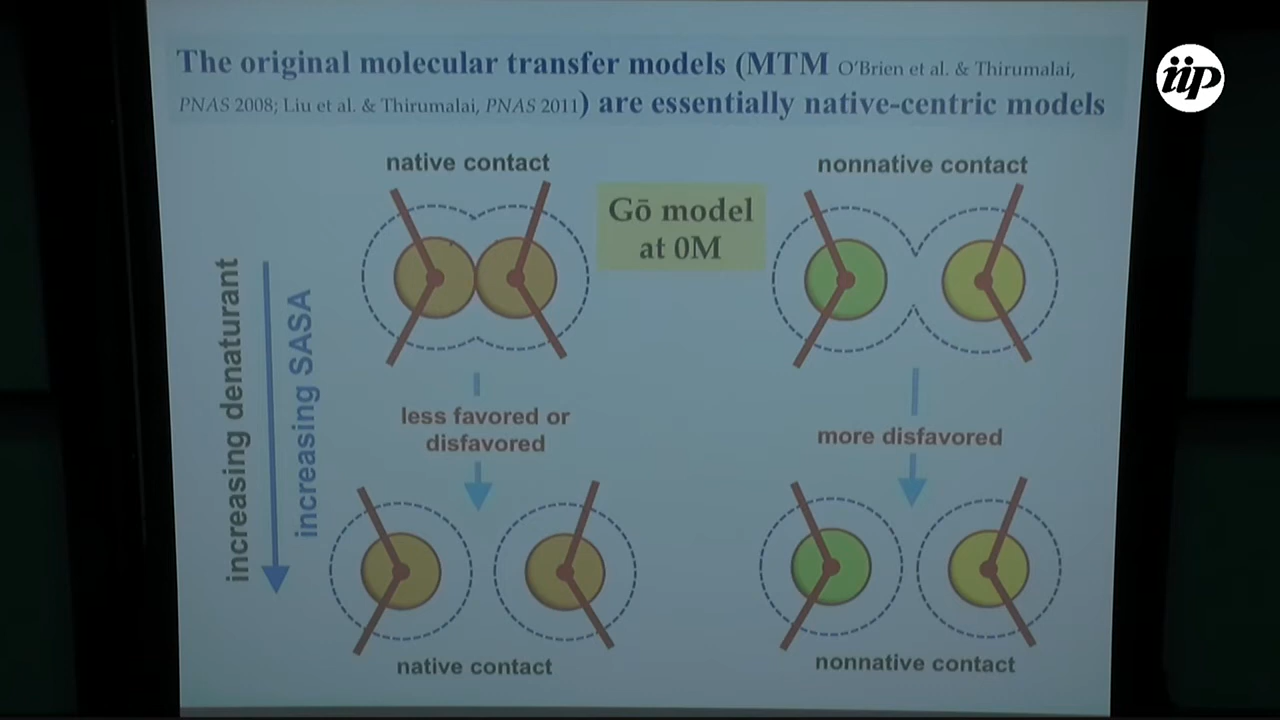 The original molecular transfer models (MTM O'Brien et al. & Thirumalai,
PNAS 2008; Liu et al. & Thirumalai, PNAS 2011) are essentially native-centric models
iip
native contact
nonnative contact
Gō model
at 0M
increasing denaturant
increasing SASA
less favored or
disfavored
more disfavored
native contact
nonnative contact